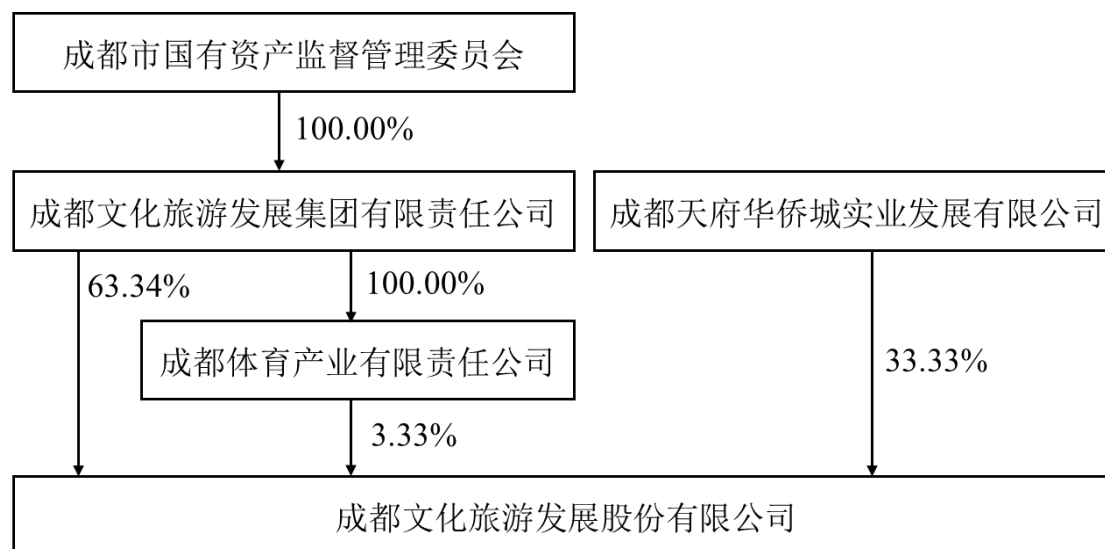 成都市国有资产监督管理委员会
100.00%
成都文化旅游发展集团有限责任公司
成都天府华侨城实业发展有限公司
63.34%
100.00%
成都体育产业有限责任公司
33.33%
3.33%
成都文化旅游发展股份有限公司